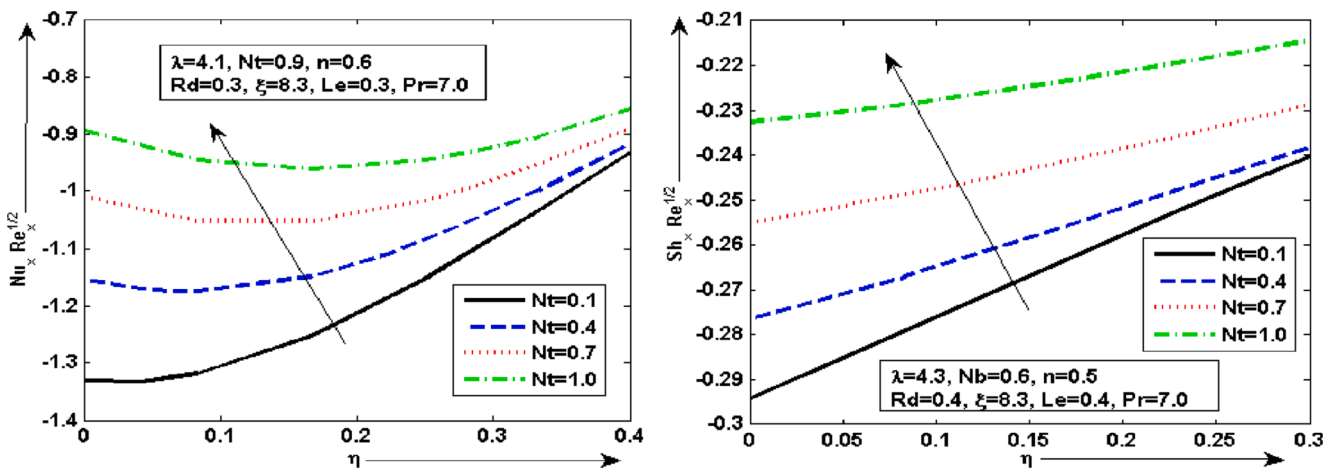 -0.7
-0.8
-0.9
-1
-1.1
-1.2
-1.3
-1.4
Nuₓ Reₓ^1/2
λ=4.1, Nt=0.9, n=0.6
Rd=0.3, ξ=8.3, Le=0.3, Pr=7.0
Nt=0.1
Nt=0.4
Nt=0.7
Nt=1.0
0 0.1 0.2 0.3 0.4
η
-0.21
-0.22
-0.23
-0.24
-0.25
-0.26
-0.27
-0.28
-0.29
-0.3
Shₓ Reₓ^1/2
Nt=0.1
Nt=0.4
Nt=0.7
Nt=1.0
λ=4.3, Nb=0.6, n=0.5
Rd=0.4, ξ=8.3, Le=0.4, Pr=7.0
0 0.05 0.1 0.15 0.2 0.25 0.3
η